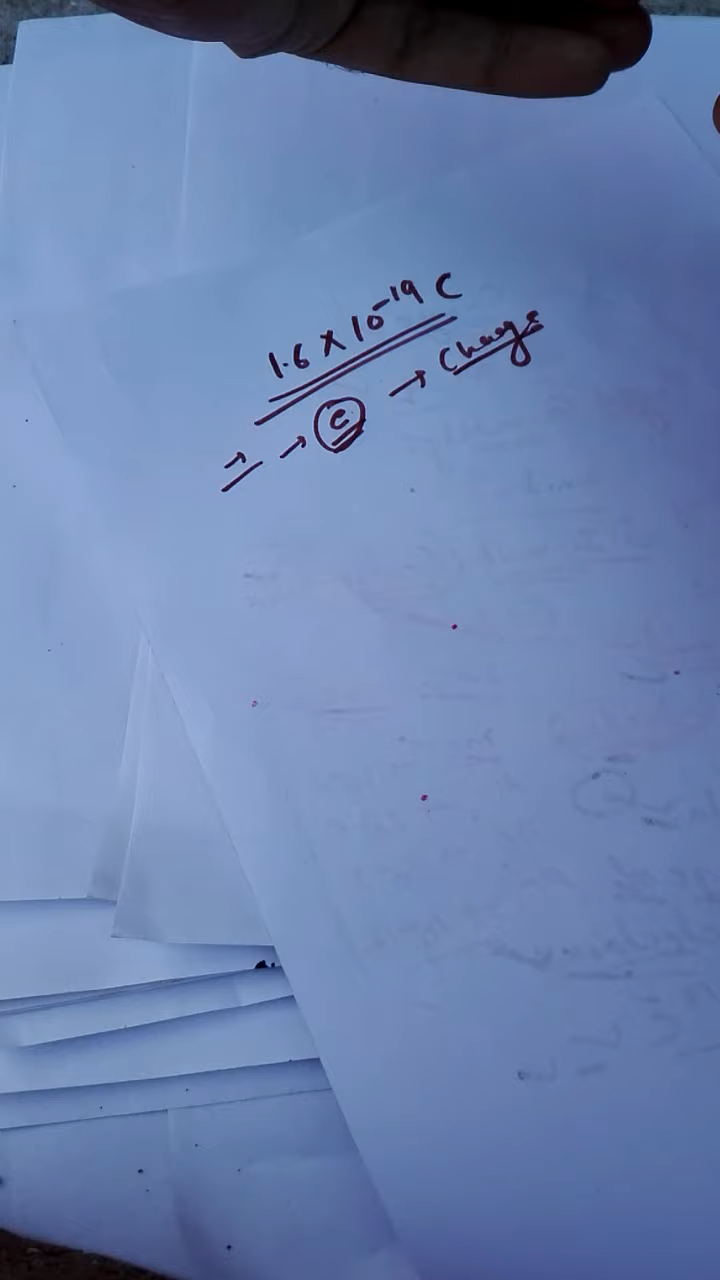 1.6 × 10⁻¹⁹ C
→ → e → Charge